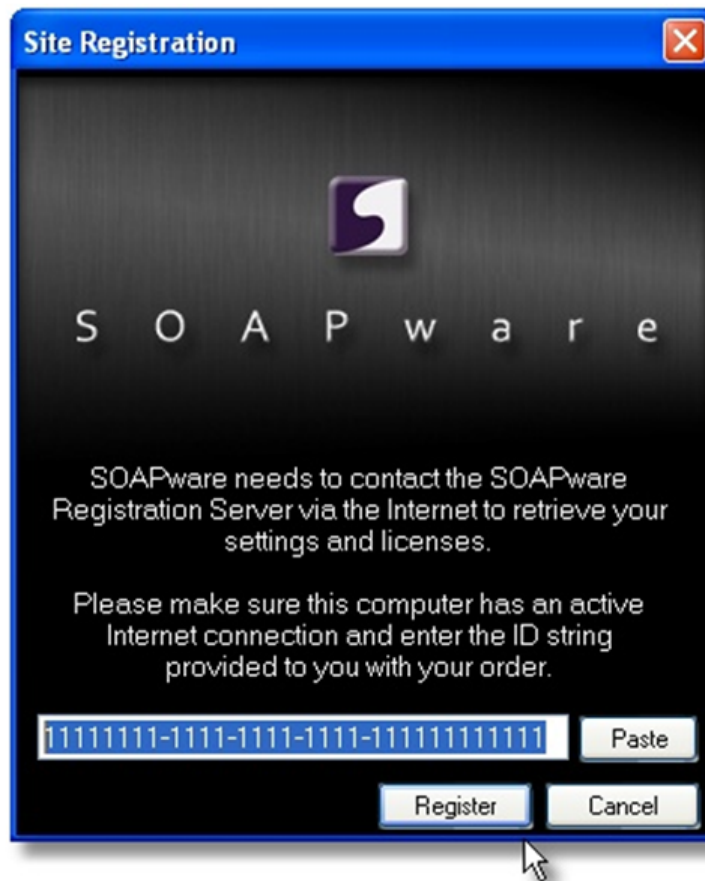 Site Registration
S O A P w a r e
SOAPware needs to contact the SOAPware
Registration Server via the Internet to retrieve your
settings and licenses.
Please make sure this computer has an active
Internet connection and enter the ID string
provided to you with your order.
11111111-1111-1111-1111-111111111111
Paste
Register
Cancel